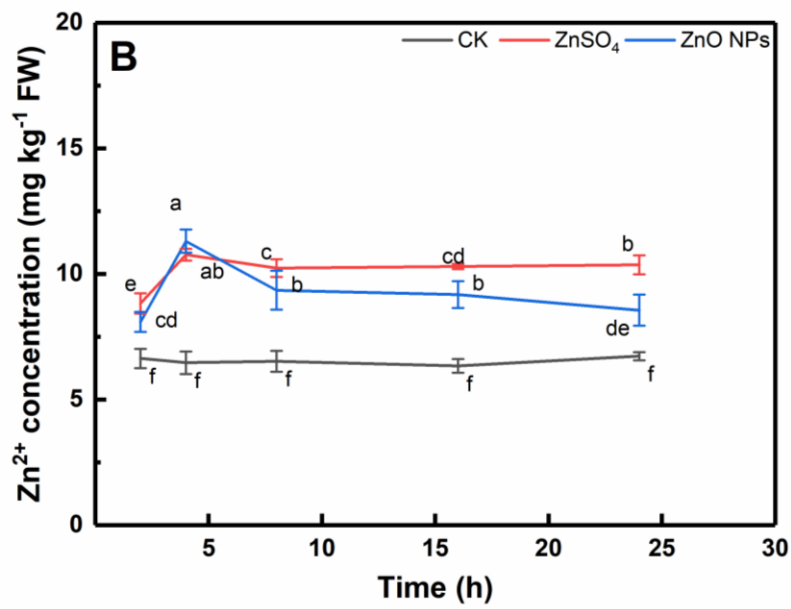 B
CK ZnSO₄ ZnO NPs
Zn²⁺ concentration (mg kg⁻¹ FW)
20
15
10
5
0
a
e
ab
cd
c
b
cd
b
b
de
f
f
f
f
f
5 10 15 20 25 30
Time (h)